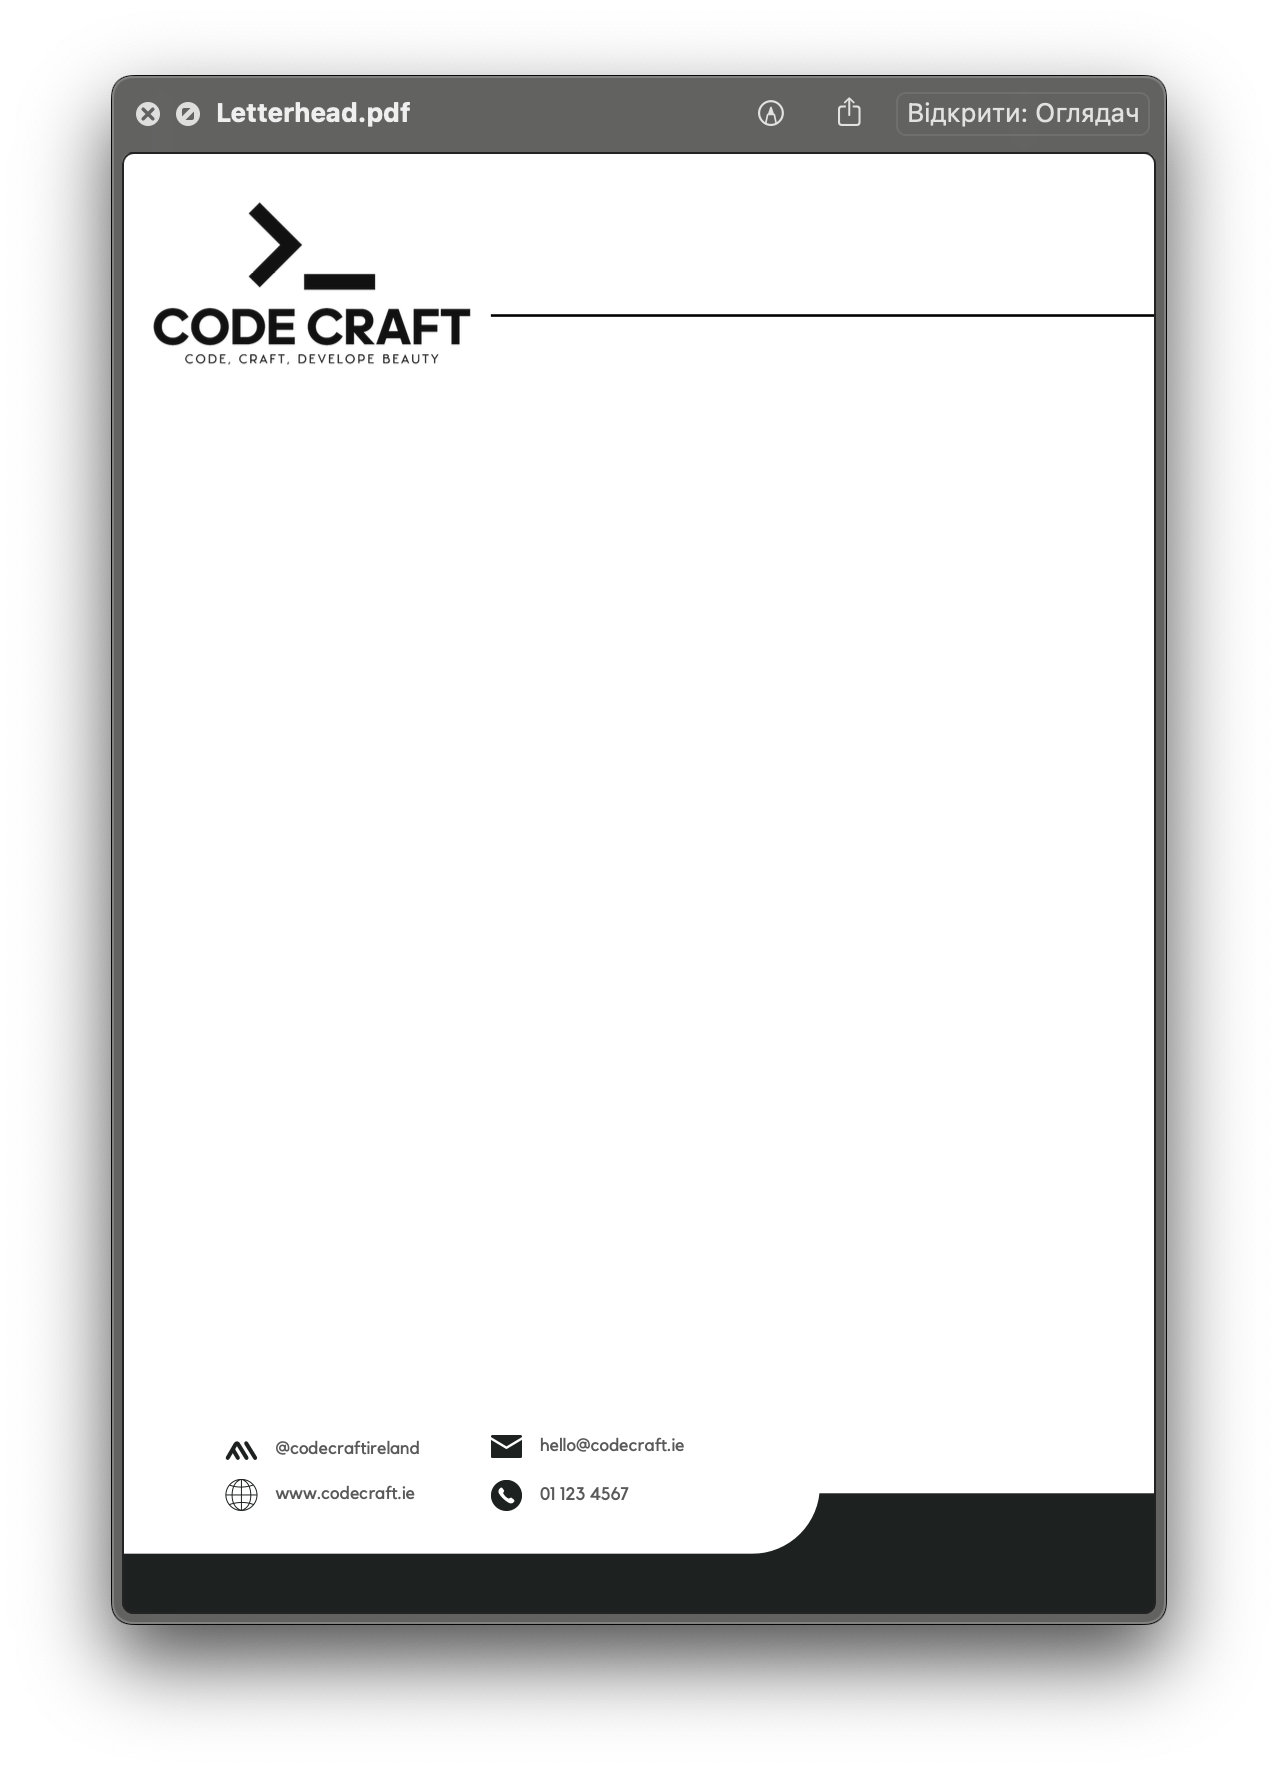 Letterhead.pdf
Відкрити: Оглядач
CODE CRAFT
CODE, CRAFT, DEVELOPE BEAUTY
@codecraftireland
hello@codecraft.ie
www.codecraft.ie
01 123 4567